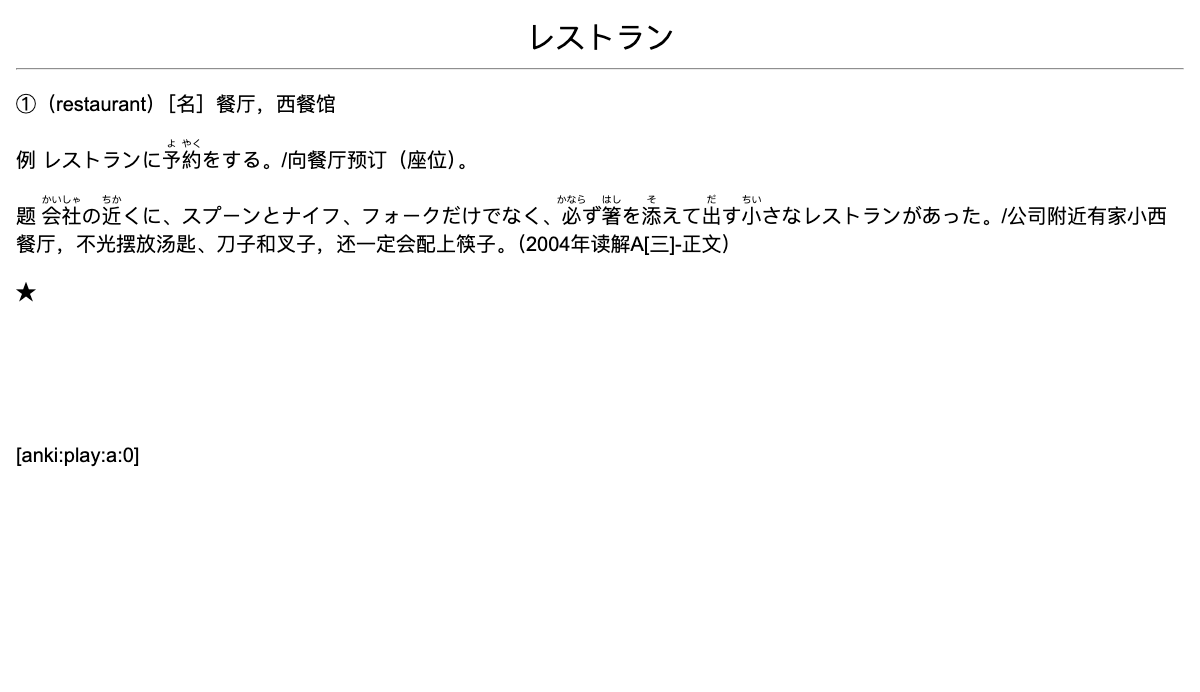 レストラン
①（restaurant）［名］餐厅，西餐馆
よ やく
例 レストランに予約をする。/向餐厅预订（座位）。
かいしゃ ちか かなら はし そ だ ちい
题 会社の近くに、スプーンとナイフ、フォークだけでなく、必ず箸を添えて出す小さなレストランがあった。/公司附近有家小西
餐厅，不光摆放汤匙、刀子和叉子，还一定会配上筷子。（2004年读解A[三]-正文）
★
[anki:play:a:0]